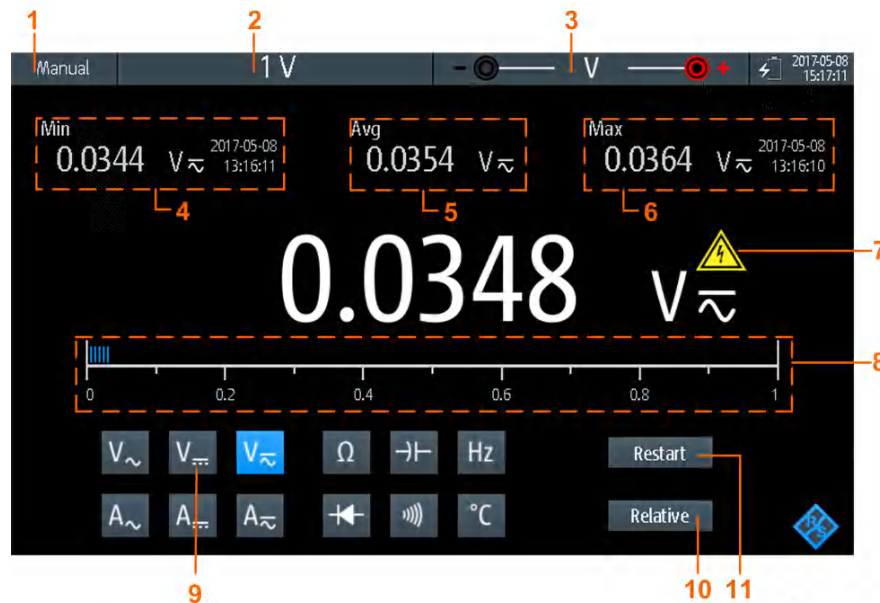 1
2
3
Manual
1 V
- V +
2017-05-08
15:17:11
Min
0.0344 V
2017-05-08
13:16:11
Avg
0.0354 V
Max
0.0364 V
2017-05-08
13:16:10
4
5
6
0.0348 V
7
8
0 0.2 0.4 0.6 0.8 1
V~ V⎓ V Ω Hz Restart
A~ A⎓ A °C Relative
R&S
9
10
11